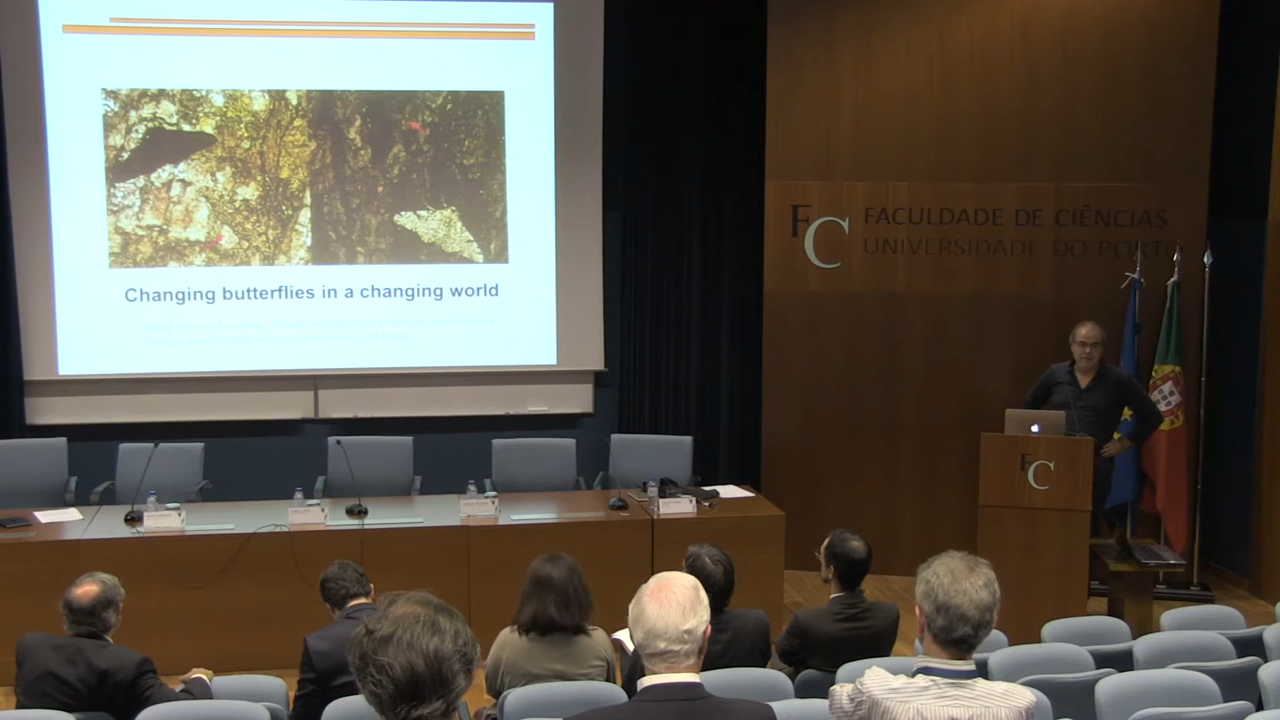 Changing butterflies in a changing world
FC
FACULDADE DE CIÊNCIAS
UNIVERSIDADE DO PORTO
FC